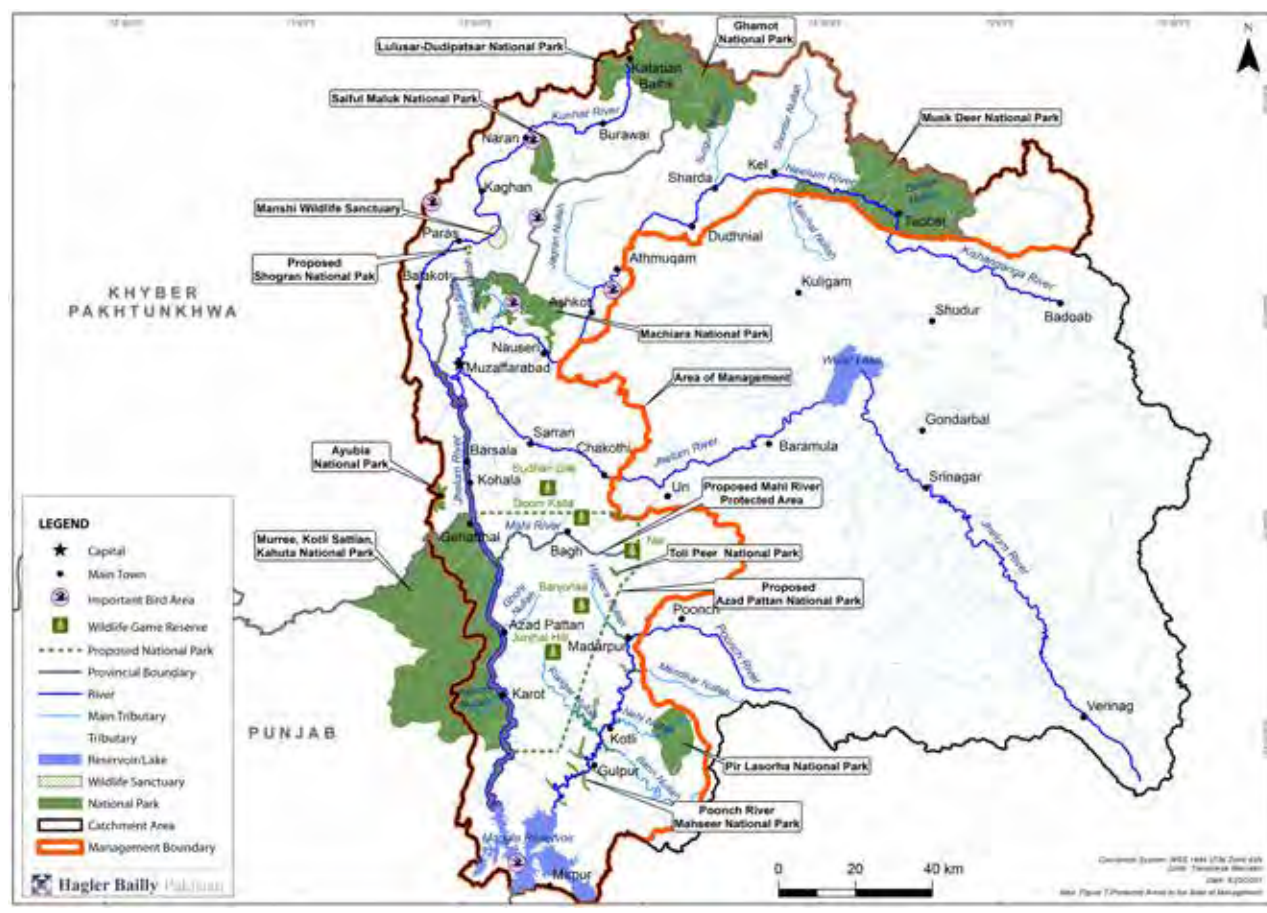 N
Ghamot
National Park
Lulusar-Dudipatsar National Park
Saiful Maluk National Park
Kunhar River
Burawai
Naran
Musk Deer National Park
Kel
Neelum River
Sharda
Kaghan
Manshi Wildlife Sanctuary
Taobat
Paras
Dudhnial
Jagran Nullah
Proposed
Shogran National Pak
Athmuqam
Kishanganga River
Balakot
Kuligam
KHYBER
PAKHTUNKHWA
Ashkot
Badoab
Shudur
Machiara National Park
Nauseri
Muzaffarabad
Area of Management
Gondarbal
Sarran
Chakothi
Jhelum River
Baramula
Ayubia
National Park
Barsala
Jhelum River
Kohala
Srinagar
Un
Proposed Mahl River
Protected Area
Jhelum River
Mahl River
Bagh
Murree, Kotli Sattian,
Kahuta National Park
Toli Peer National Park
Banjonsa
Proposed
Azad Pattan National Park
Poonch
Azad Pattan
Madarpur
Poonch River
Karot
PUNJAB
Verinag
Kotli
Gulpur
Pir Lasorha National Park
Poonch River
Mahseer National Park
Mirpur
LEGEND
Capital
Main Town
Important Bird Area
Wildlife Game Reserve
Proposed National Park
Provincial Boundary
River
Main Tributary
Tributary
Reservoir/Lake
Wildlife Sanctuary
National Park
Catchment Area
Management Boundary
Hagler Bailly Pakistan
0 10 20 40 km